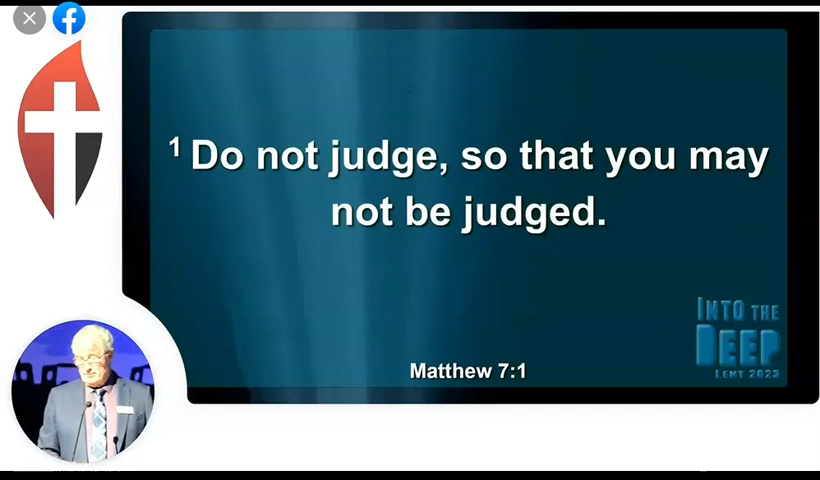 1 Do not judge, so that you may
not be judged.
Matthew 7:1
INTO THE
DEEP
LENT 2023